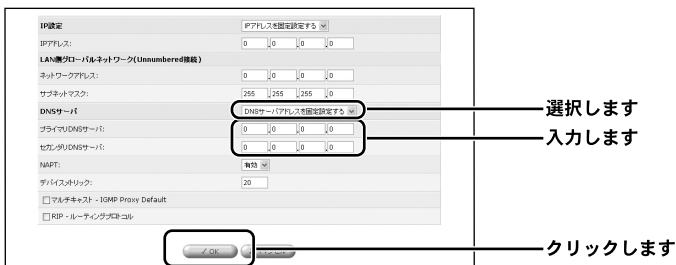 IP設定 IPアドレスを固定設定する
IPアドレス: 0 .0 .0 .0
LAN側グローバルネットワーク(Unnumbered接続)
ネットワークアドレス: 0 .0 .0 .0
サブネットマスク: 255 .255 .255 .0
DNSサーバ DNSサーバアドレスを固定設定する
選択します
プライマリDNSサーバ: 0 .0 .0 .0
入力します
セカンダリDNSサーバ: 0 .0 .0 .0
NAPT: 有効
デバイスメトリック: 20
マルチキャスト - IGMP Proxy Default
RIP - ルーティングプロトコル
✓ OK
クリックします